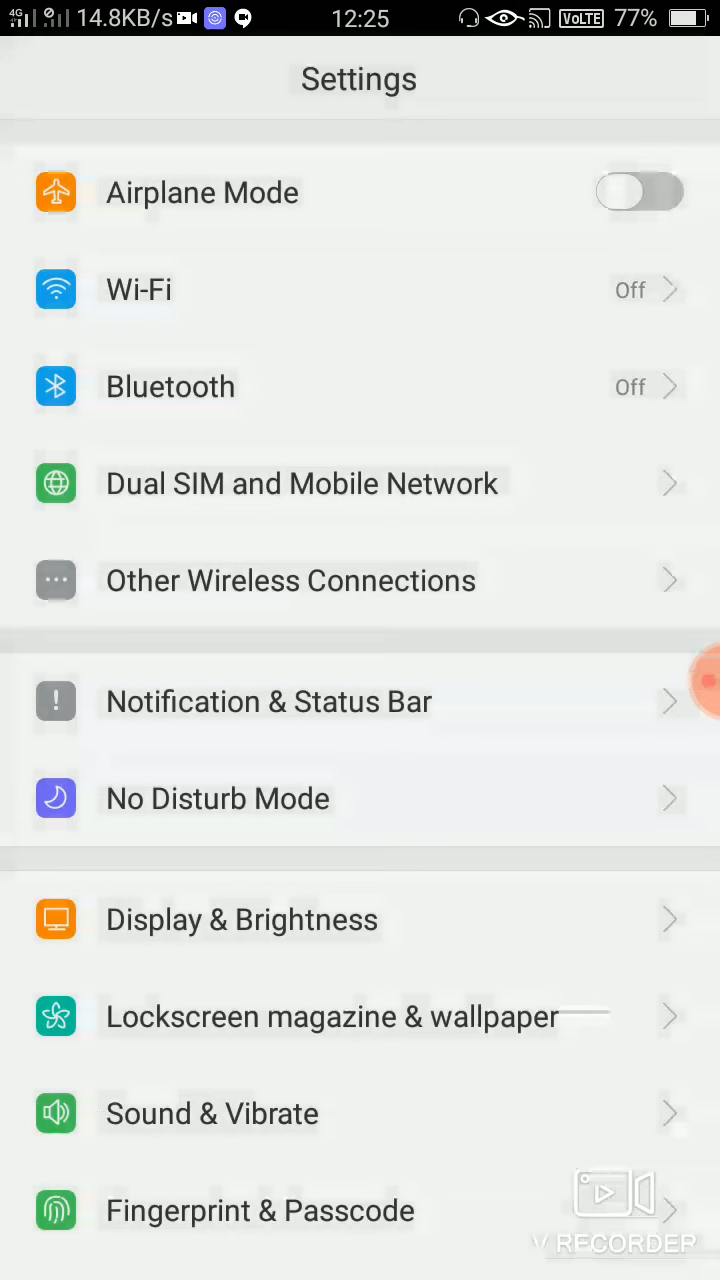 4G 14.8KB/s 12:25 VoLTE 77%
Settings
Airplane Mode
Wi-Fi Off
Bluetooth Off
Dual SIM and Mobile Network
Other Wireless Connections
Notification & Status Bar
No Disturb Mode
Display & Brightness
Lockscreen magazine & wallpaper
Sound & Vibrate
Fingerprint & Passcode
V RECORDER